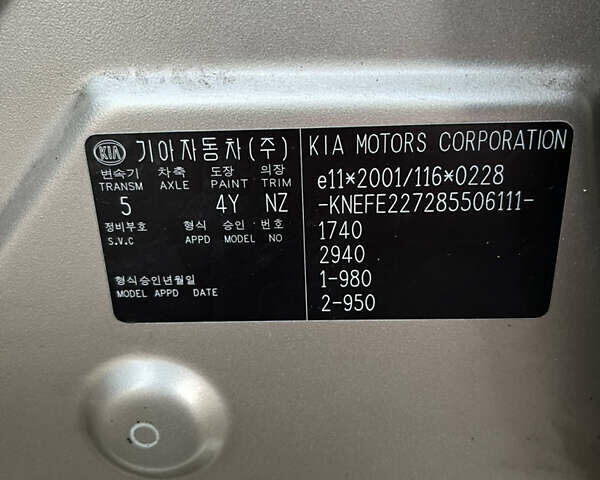 KIA 기아자동차(주)
변속기 차축 도장 의장
TRANSM AXLE PAINT TRIM
5 4Y NZ
정비부호 형식 승인 번호
S.V.C APPD MODEL NO
형식승인년월일
MODEL APPD DATE
KIA MOTORS CORPORATION
e11*2001/116*0228
-KNEFE227285506111-
1740
2940
1-980
2-950